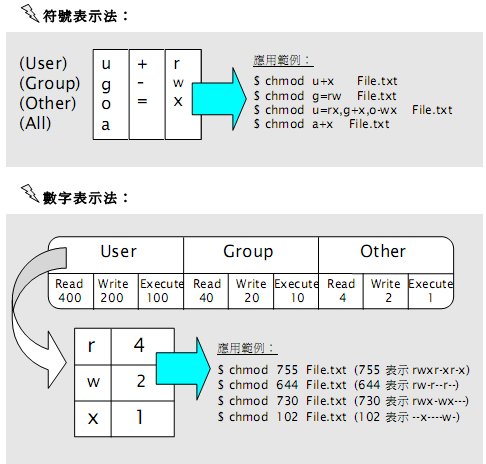 符號表示法：
(User) u + r
(Group) g - w
(Other) o = x
(All) a
應用範例：
$ chmod u+x File.txt
$ chmod g=rw File.txt
$ chmod u=rx,g+x,o-wx File.txt
$ chmod a+x File.txt
數字表示法：
User Group Other
Read Write Execute Read Write Execute Read Write Execute
400 200 100 40 20 10 4 2 1
r 4
w 2
x 1
應用範例：
$ chmod 755 File.txt (755 表示 rwxr-xr-x)
$ chmod 644 File.txt (644 表示 rw-r--r--)
$ chmod 730 File.txt (730 表示 rwx-wx---)
$ chmod 102 File.txt (102 表示 --x----w-)